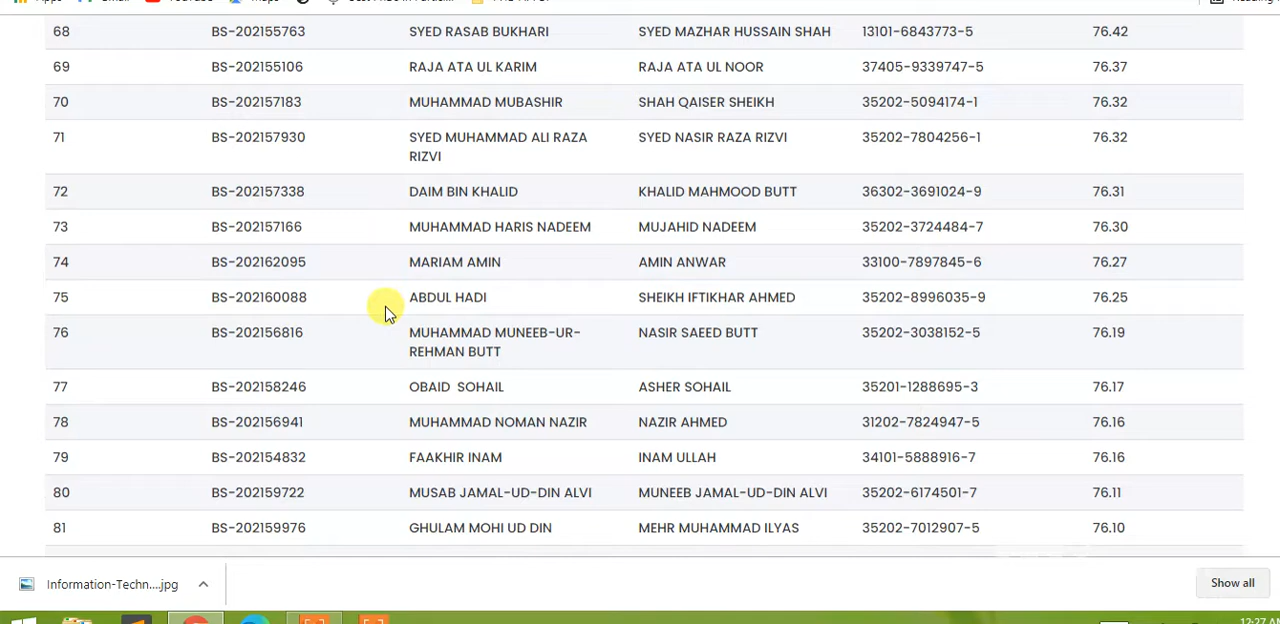 68 BS-202155763 SYED RASAB BUKHARI SYED MAZHAR HUSSAIN SHAH 13101-6843773-5 76.42
69 BS-202155106 RAJA ATA UL KARIM RAJA ATA UL NOOR 37405-9339747-5 76.37
70 BS-202157183 MUHAMMAD MUBASHIR SHAH QAISER SHEIKH 35202-5094174-1 76.32
71 BS-202157930 SYED MUHAMMAD ALI RAZA SYED NASIR RAZA RIZVI 35202-7804256-1 76.32
RIZVI
72 BS-202157338 DAIM BIN KHALID KHALID MAHMOOD BUTT 36302-3691024-9 76.31
73 BS-202157166 MUHAMMAD HARIS NADEEM MUJAHID NADEEM 35202-3724484-7 76.30
74 BS-202162095 MARIAM AMIN AMIN ANWAR 33100-7897845-6 76.27
75 BS-202160088 ABDUL HADI SHEIKH IFTIKHAR AHMED 35202-8996035-9 76.25
76 BS-202156816 MUHAMMAD MUNEEB-UR- NASIR SAEED BUTT 35202-3038152-5 76.19
REHMAN BUTT
77 BS-202158246 OBAID SOHAIL ASHER SOHAIL 35201-1288695-3 76.17
78 BS-202156941 MUHAMMAD NOMAN NAZIR NAZIR AHMED 31202-7824947-5 76.16
79 BS-202154832 FAAKHIR INAM INAM ULLAH 34101-5888916-7 76.16
80 BS-202159722 MUSAB JAMAL-UD-DIN ALVI MUNEEB JAMAL-UD-DIN ALVI 35202-6174501-7 76.11
81 BS-202159976 GHULAM MOHI UD DIN MEHR MUHAMMAD ILYAS 35202-7012907-5 76.10
Information-Techn....jpg Show all
12:27 AM